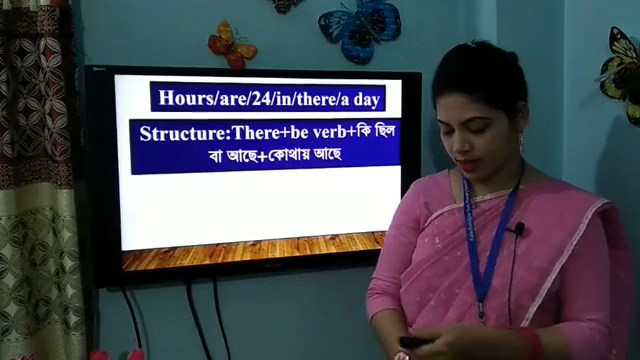 Hours/are/24/in/there/a day
Structure:There+be verb+কি ছিল
বা আছে+কোথায় আছে